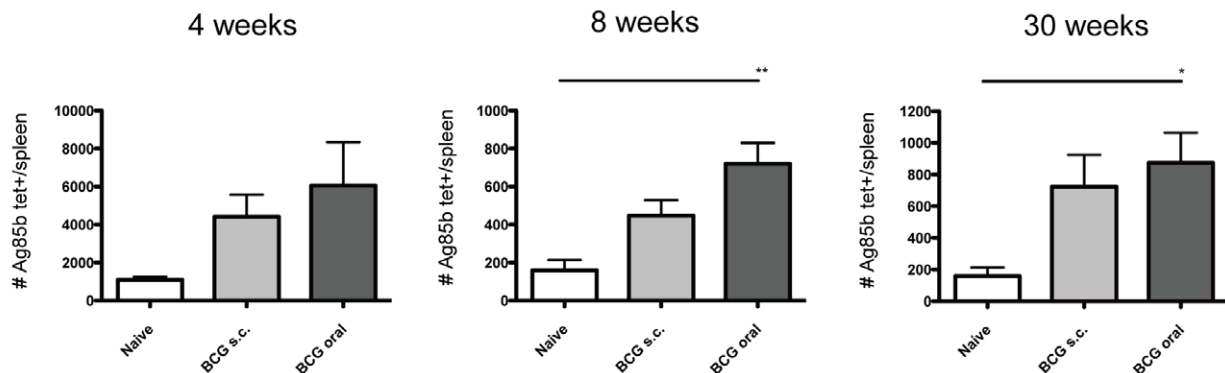 4 weeks
# Ag85b tet+/spleen
10000
8000
6000
4000
2000
0
Naive
BCG s.c.
BCG oral
8 weeks
**
# Ag85b tet+/spleen
1000
800
600
400
200
0
Naive
BCG s.c.
BCG oral
30 weeks
*
# Ag85b tet+/spleen
1200
1000
800
600
400
200
0
Naive
BCG s.c.
BCG oral